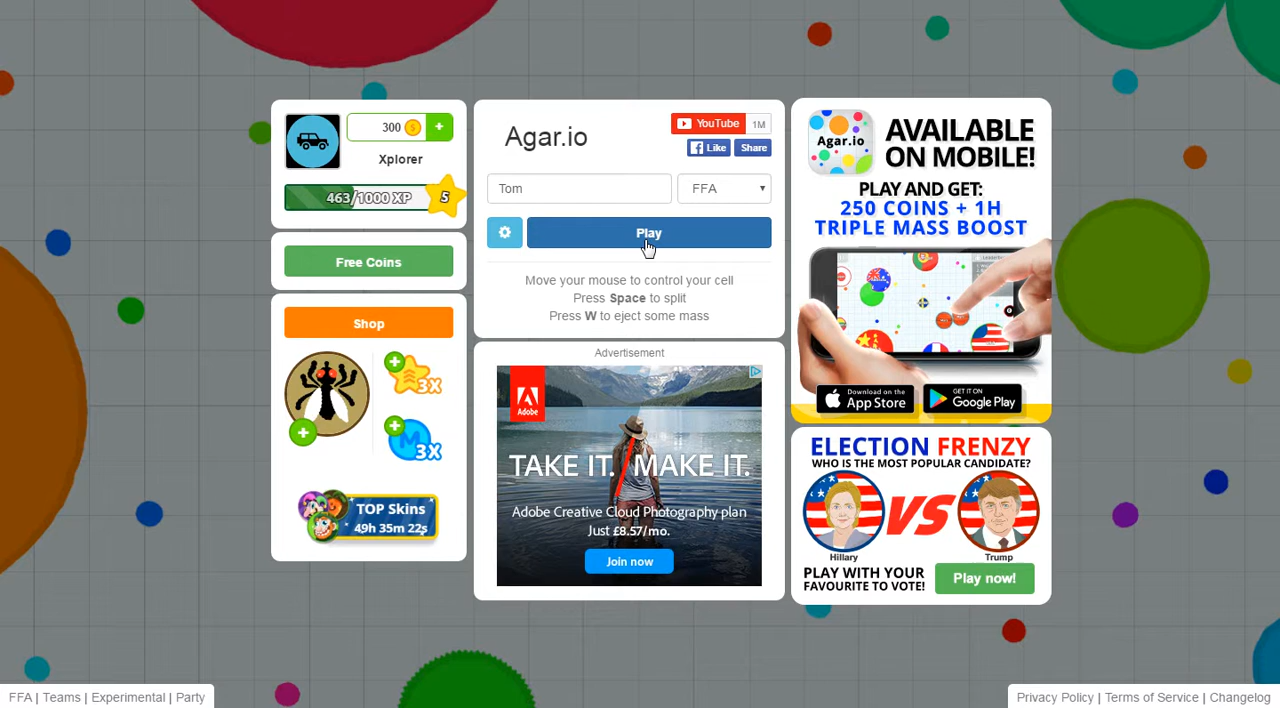 300
+
Xplorer
463/1000 XP
5
Free Coins
Shop
3X
M
3X
TOP Skins
49h 35m 22s
Agar.io
YouTube
1M
Like
Share
Tom
FFA
Play
Move your mouse to control your cell
Press Space to split
Press W to eject some mass
Advertisement
Adobe
TAKE IT. / MAKE IT.
Adobe Creative Cloud Photography plan
Just £8.57/mo.
Join now
Agar.io
AVAILABLE
ON MOBILE!
PLAY AND GET:
250 COINS + 1H
TRIPLE MASS BOOST
Download on the
App Store
GET IT ON
Google Play
ELECTION FRENZY
WHO IS THE MOST POPULAR CANDIDATE?
VS
Hillary
Trump
PLAY WITH YOUR
FAVOURITE TO VOTE!
Play now!
FFA | Teams | Experimental | Party
Privacy Policy | Terms of Service | Changelog